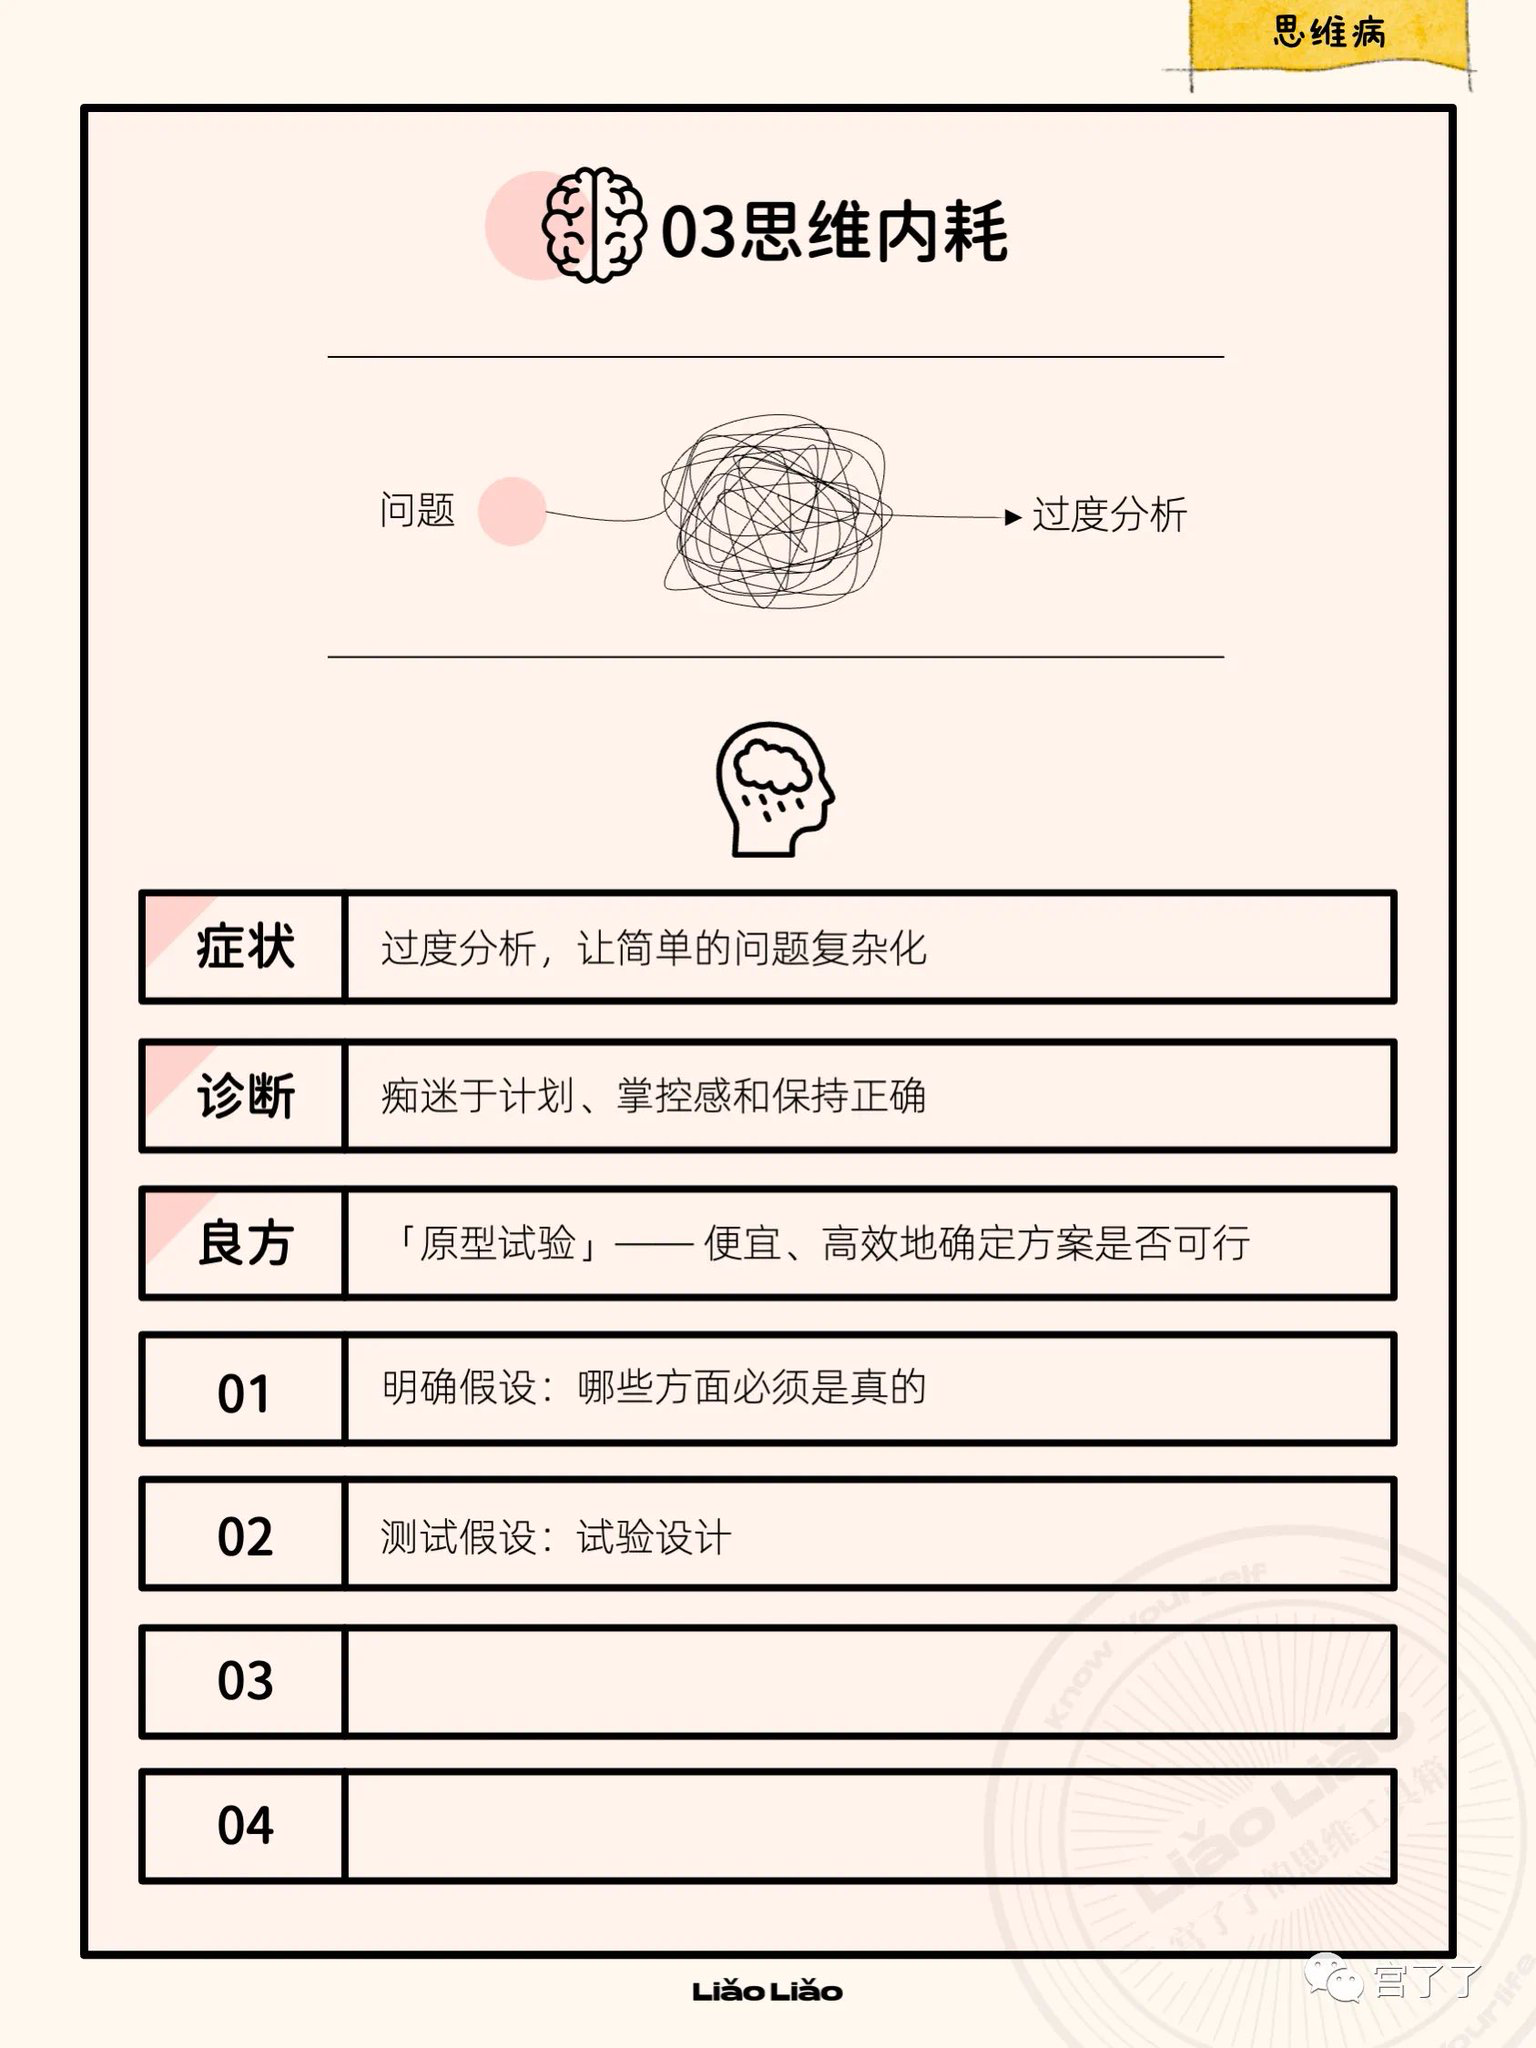 思维病
03思维内耗
问题
过度分析
症状
过度分析，让简单的问题复杂化
诊断
痴迷于计划、掌控感和保持正确
良方
「原型试验」—— 便宜、高效地确定方案是否可行
01
明确假设：哪些方面必须是真的
02
测试假设：试验设计
03
04
Know Yourself
Liǎo Liǎo
宫了了的思维工具箱
Liǎo Liǎo
宫了了